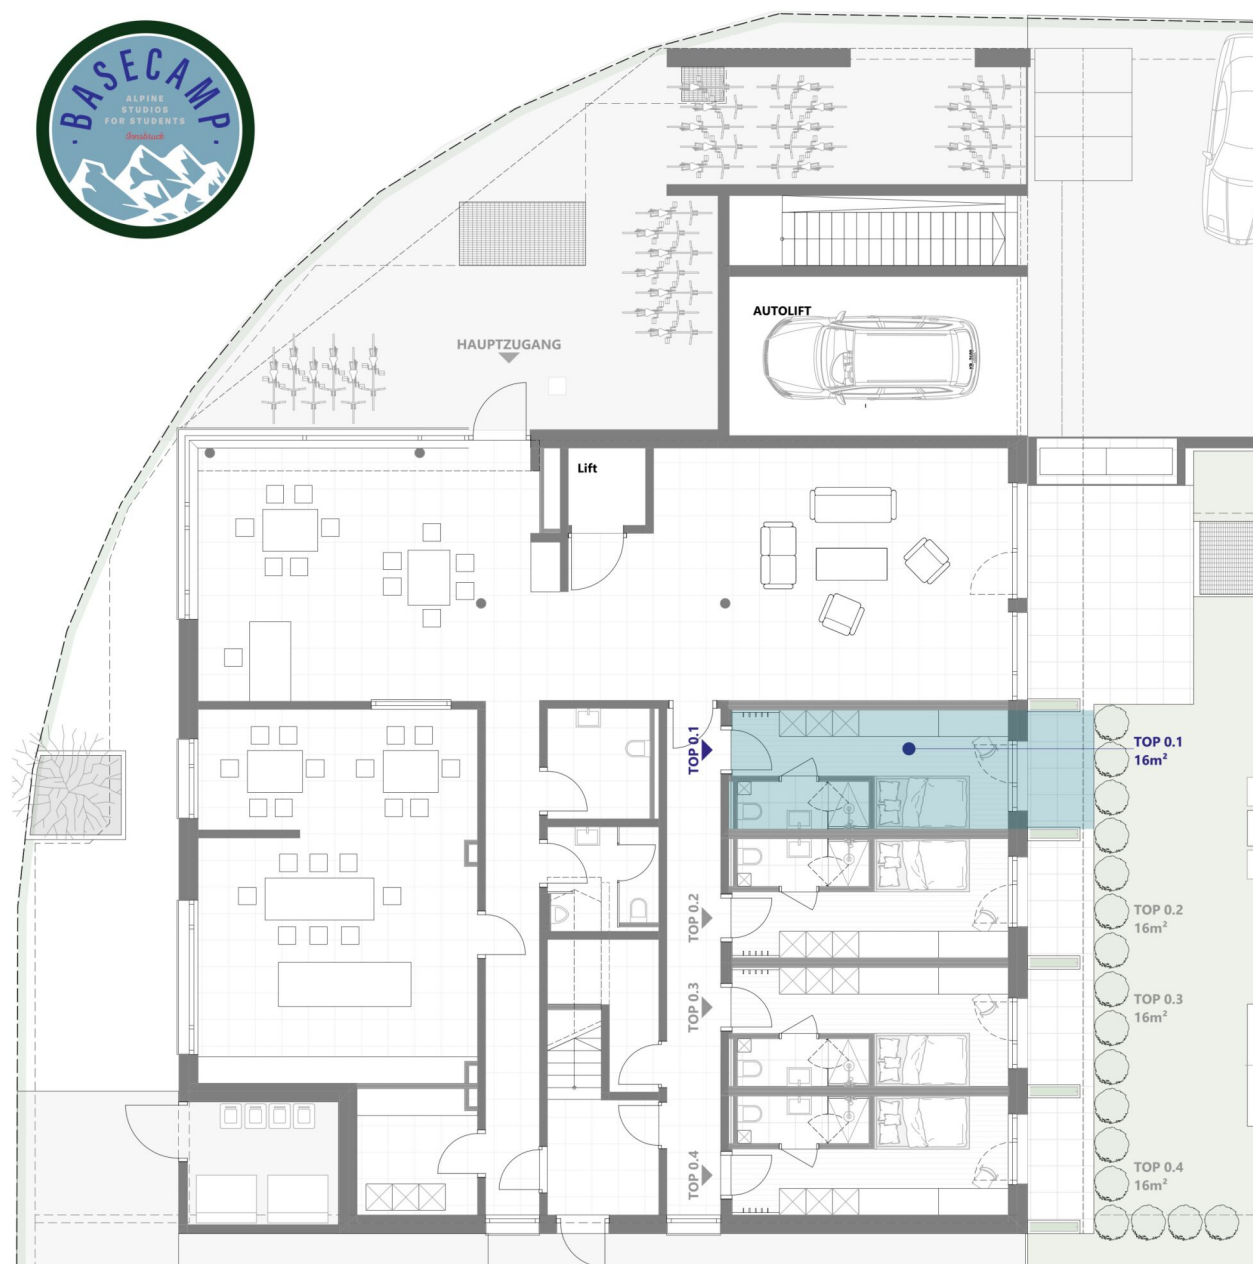 BASECAMP
ALPINE
STUDIOS
FOR STUDENTS
Innsbruck
HAUPTZUGANG
AUTOLIFT
Lift
TOP 0.1
TOP 0.1
16m²
TOP 0.2
TOP 0.2
16m²
TOP 0.3
TOP 0.3
16m²
TOP 0.4
TOP 0.4
16m²